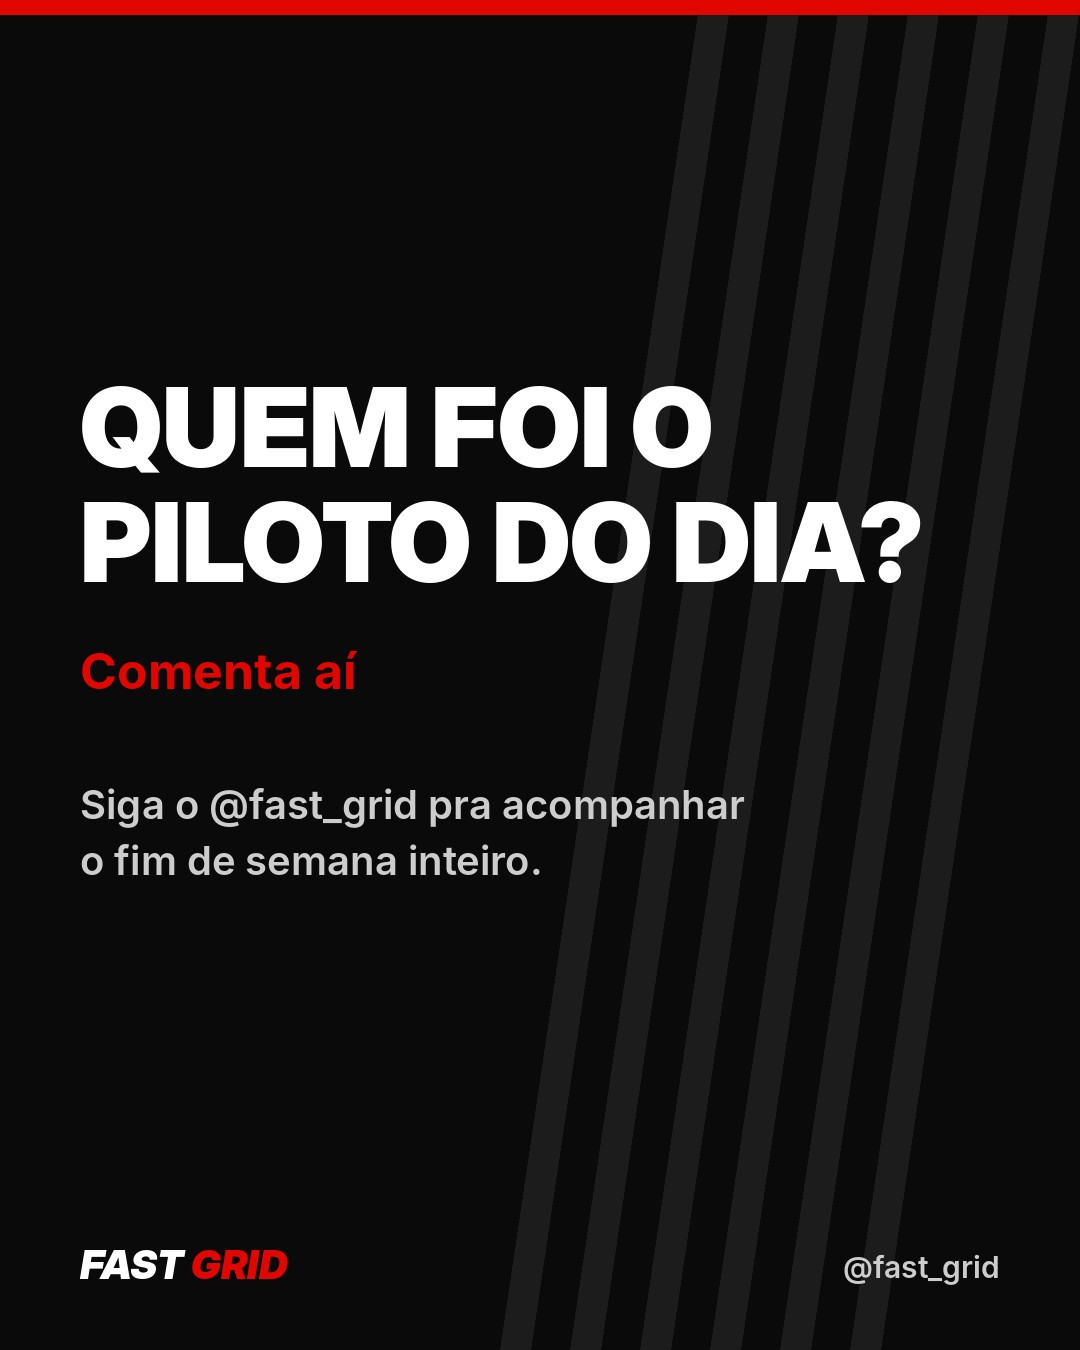 QUEM FOI O
PILOTO DO DIA?
Comenta aí
Siga o @fast_grid pra acompanhar
o fim de semana inteiro.
FAST GRID
@fast_grid